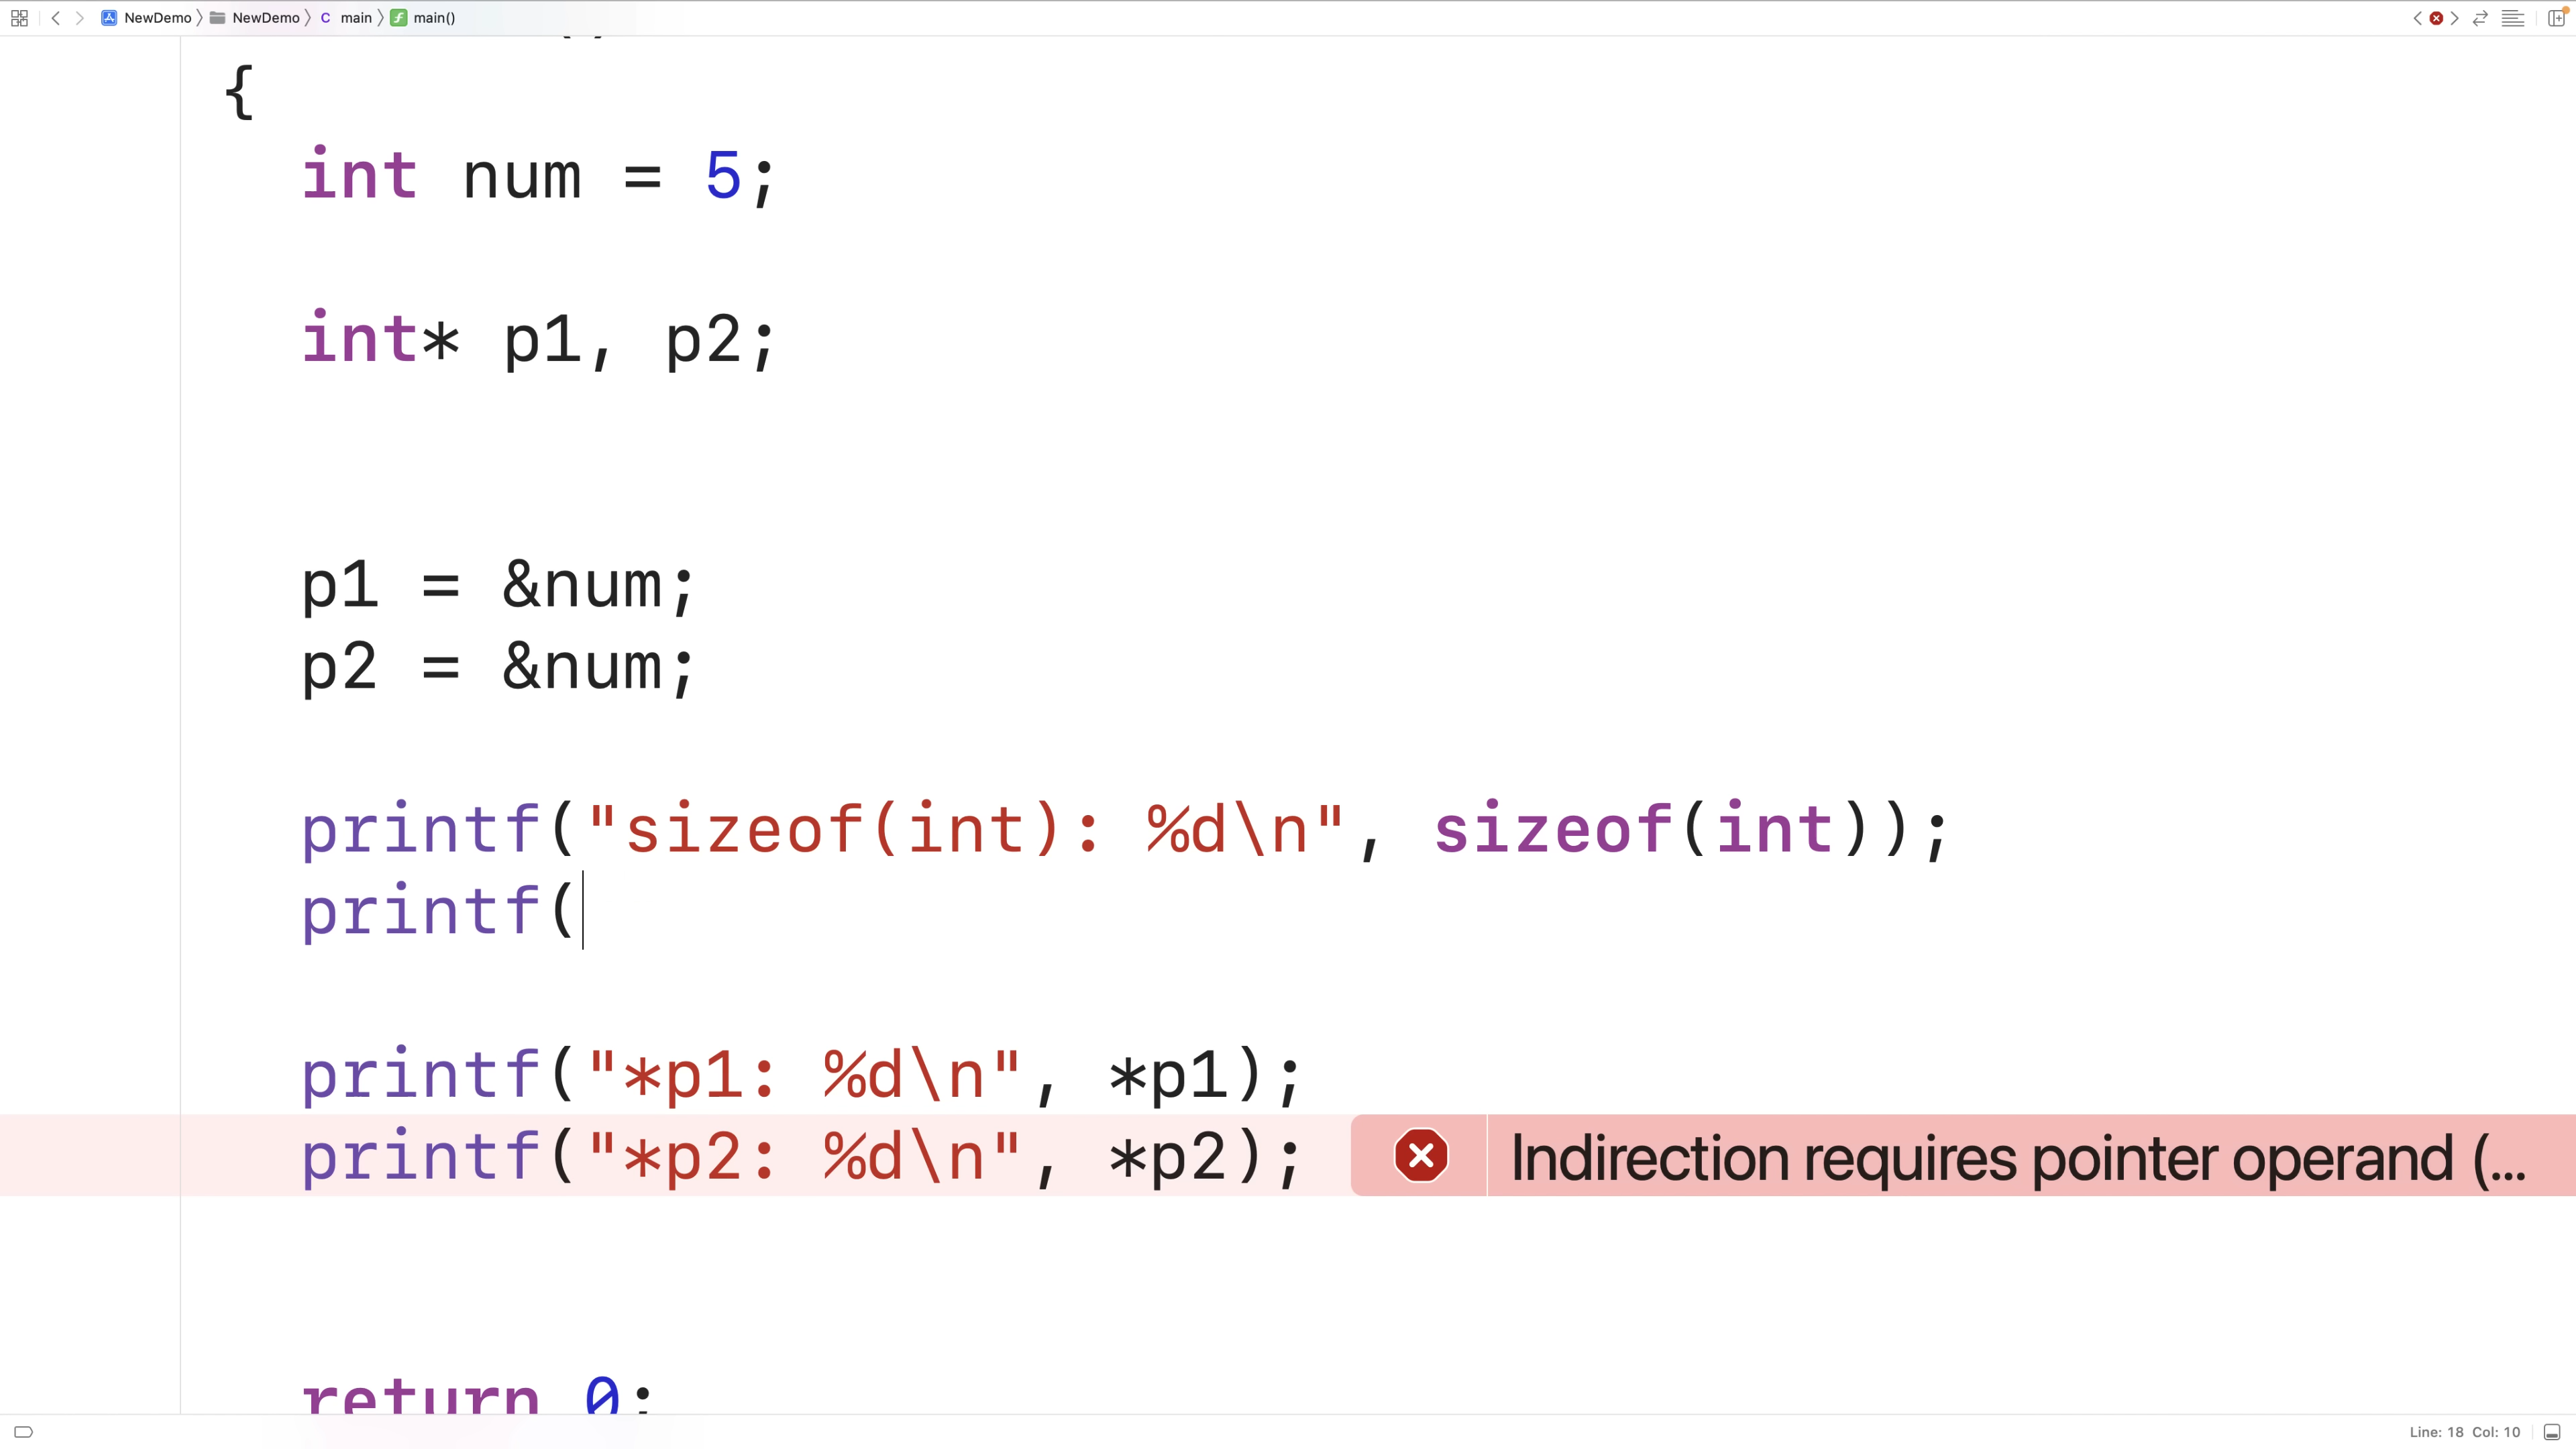 NewDemo NewDemo C main main()
{
int num = 5;
int* p1, p2;
p1 = &num;
p2 = &num;
printf("sizeof(int): %d\n", sizeof(int));
printf(
printf("*p1: %d\n", *p1);
printf("*p2: %d\n", *p2); Indirection requires pointer operand (...
return 0;
Line: 18 Col: 10